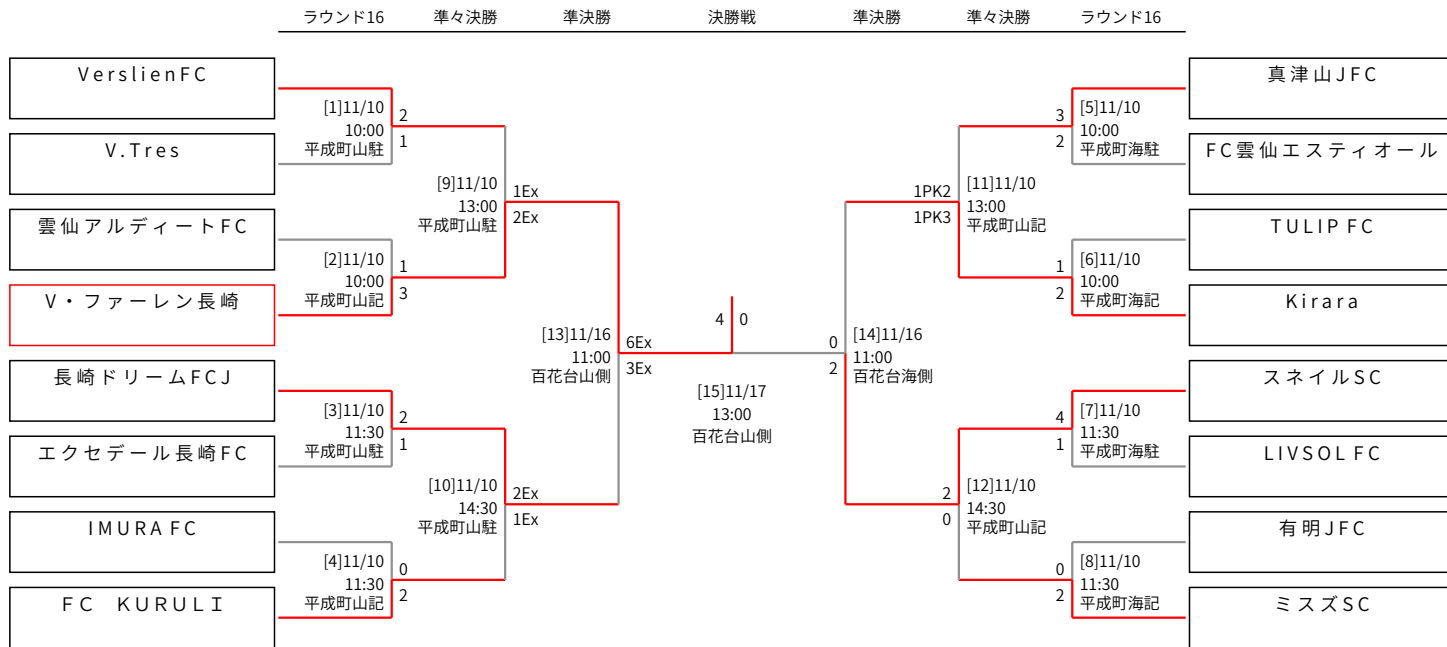 ラウンド16 準々決勝 準決勝 決勝戦 準決勝 準々決勝 ラウンド16
VerslienFC
[1]11/10
10:00
平成町山駐
2
1
V.Tres
[9]11/10
13:00
平成町山駐
1Ex
2Ex
雲仙アルディートFC
[2]11/10
10:00
平成町山記
1
3
V・ファーレン長崎
[13]11/16
11:00
百花台山側
6Ex
3Ex
長崎ドリームFCJ
[3]11/10
11:30
平成町山駐
2
1
エクセデール長崎FC
[10]11/10
14:30
平成町山駐
2Ex
1Ex
IMURA FC
[4]11/10
11:30
平成町山記
0
2
FC KURULI
4 0
[15]11/17
13:00
百花台山側
真津山JFC
3
2
[5]11/10
10:00
平成町海駐
FC雲仙エスティオール
1PK2
1PK3
[11]11/10
13:00
平成町山記
TULIP FC
1
2
[6]11/10
10:00
平成町海記
Kirara
0
2
[14]11/16
11:00
百花台海側
スネイルSC
4
1
[7]11/10
11:30
平成町海駐
LIVSOL FC
2
0
[12]11/10
14:30
平成町山記
有明JFC
0
2
[8]11/10
11:30
平成町海記
ミスズSC